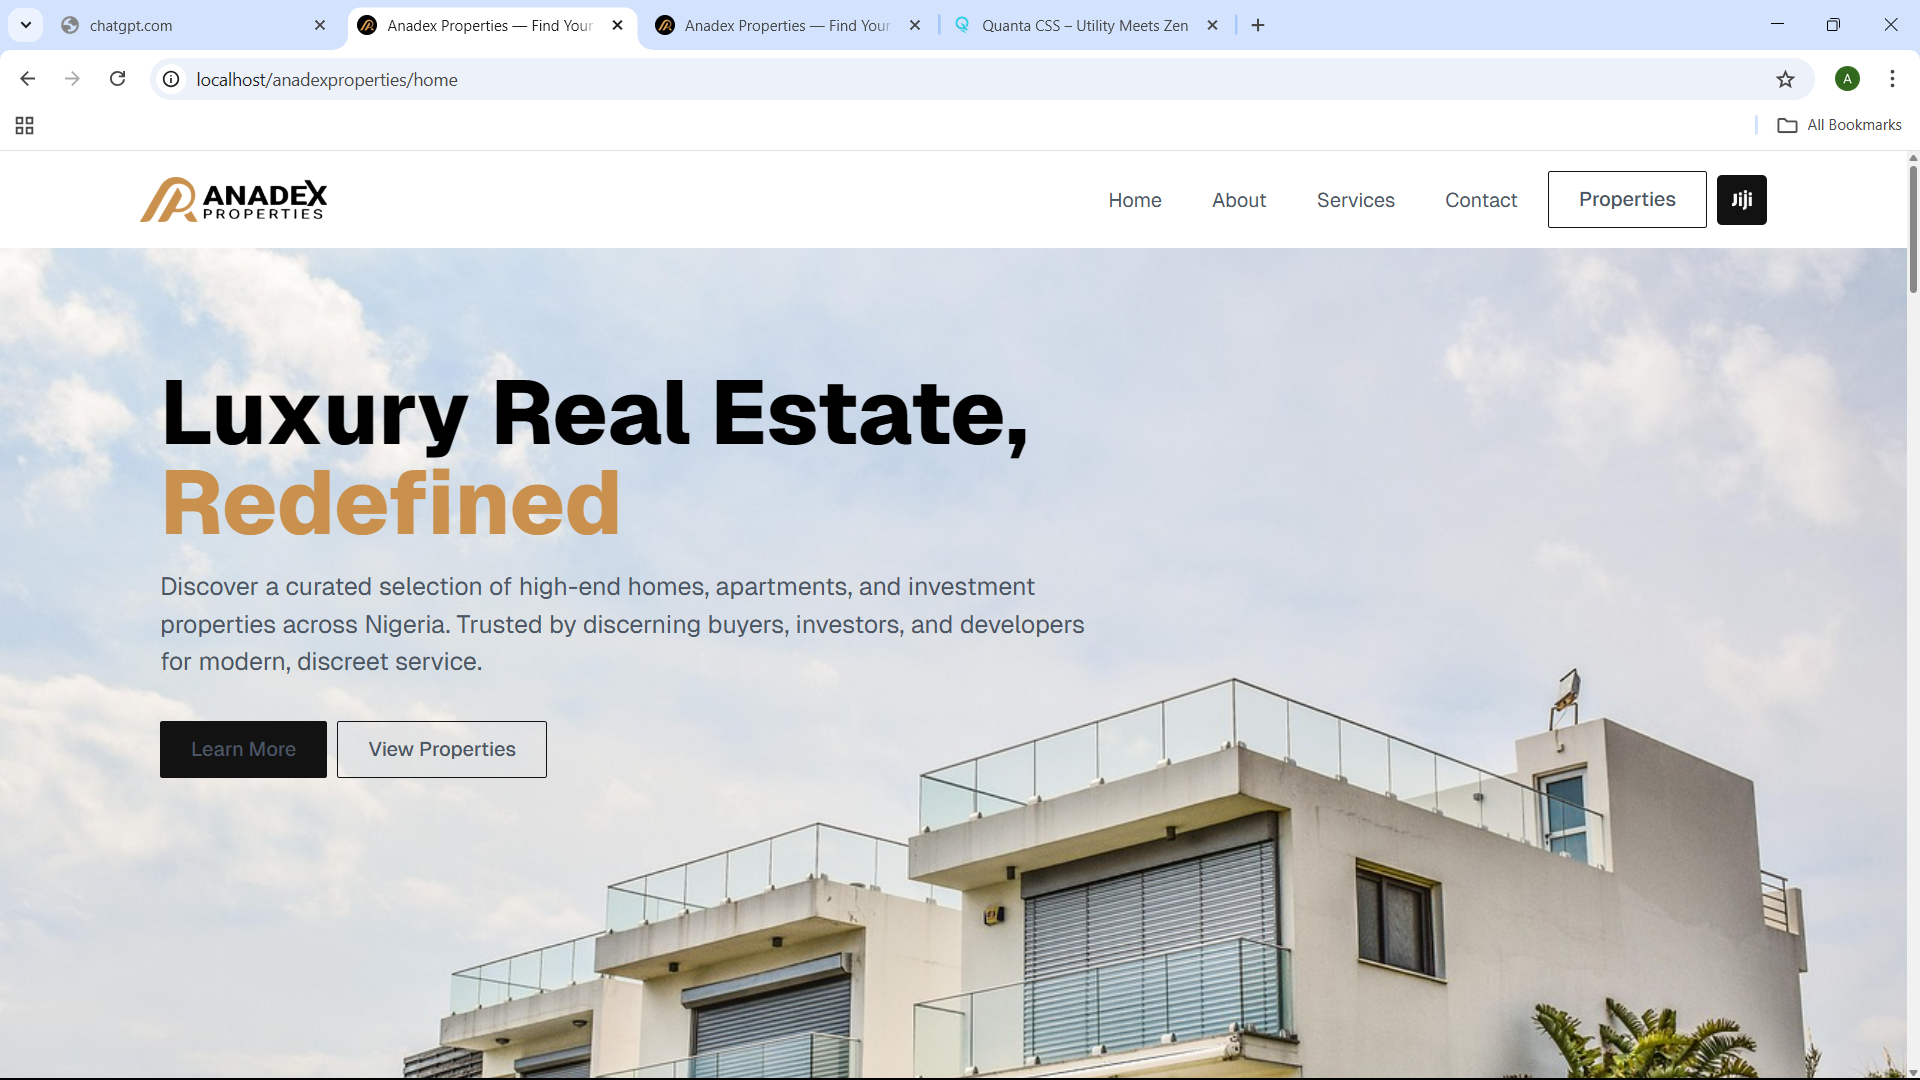 chatgpt.com
Anadex Properties — Find Your
Anadex Properties — Find Your
Quanta CSS – Utility Meets Zen
localhost/anadexproperties/home
A
All Bookmarks
ANADEX
PROPERTIES
Home
About
Services
Contact
Properties
Jiji
Luxury Real Estate,
Redefined
Discover a curated selection of high-end homes, apartments, and investment
properties across Nigeria. Trusted by discerning buyers, investors, and developers
for modern, discreet service.
Learn More
View Properties